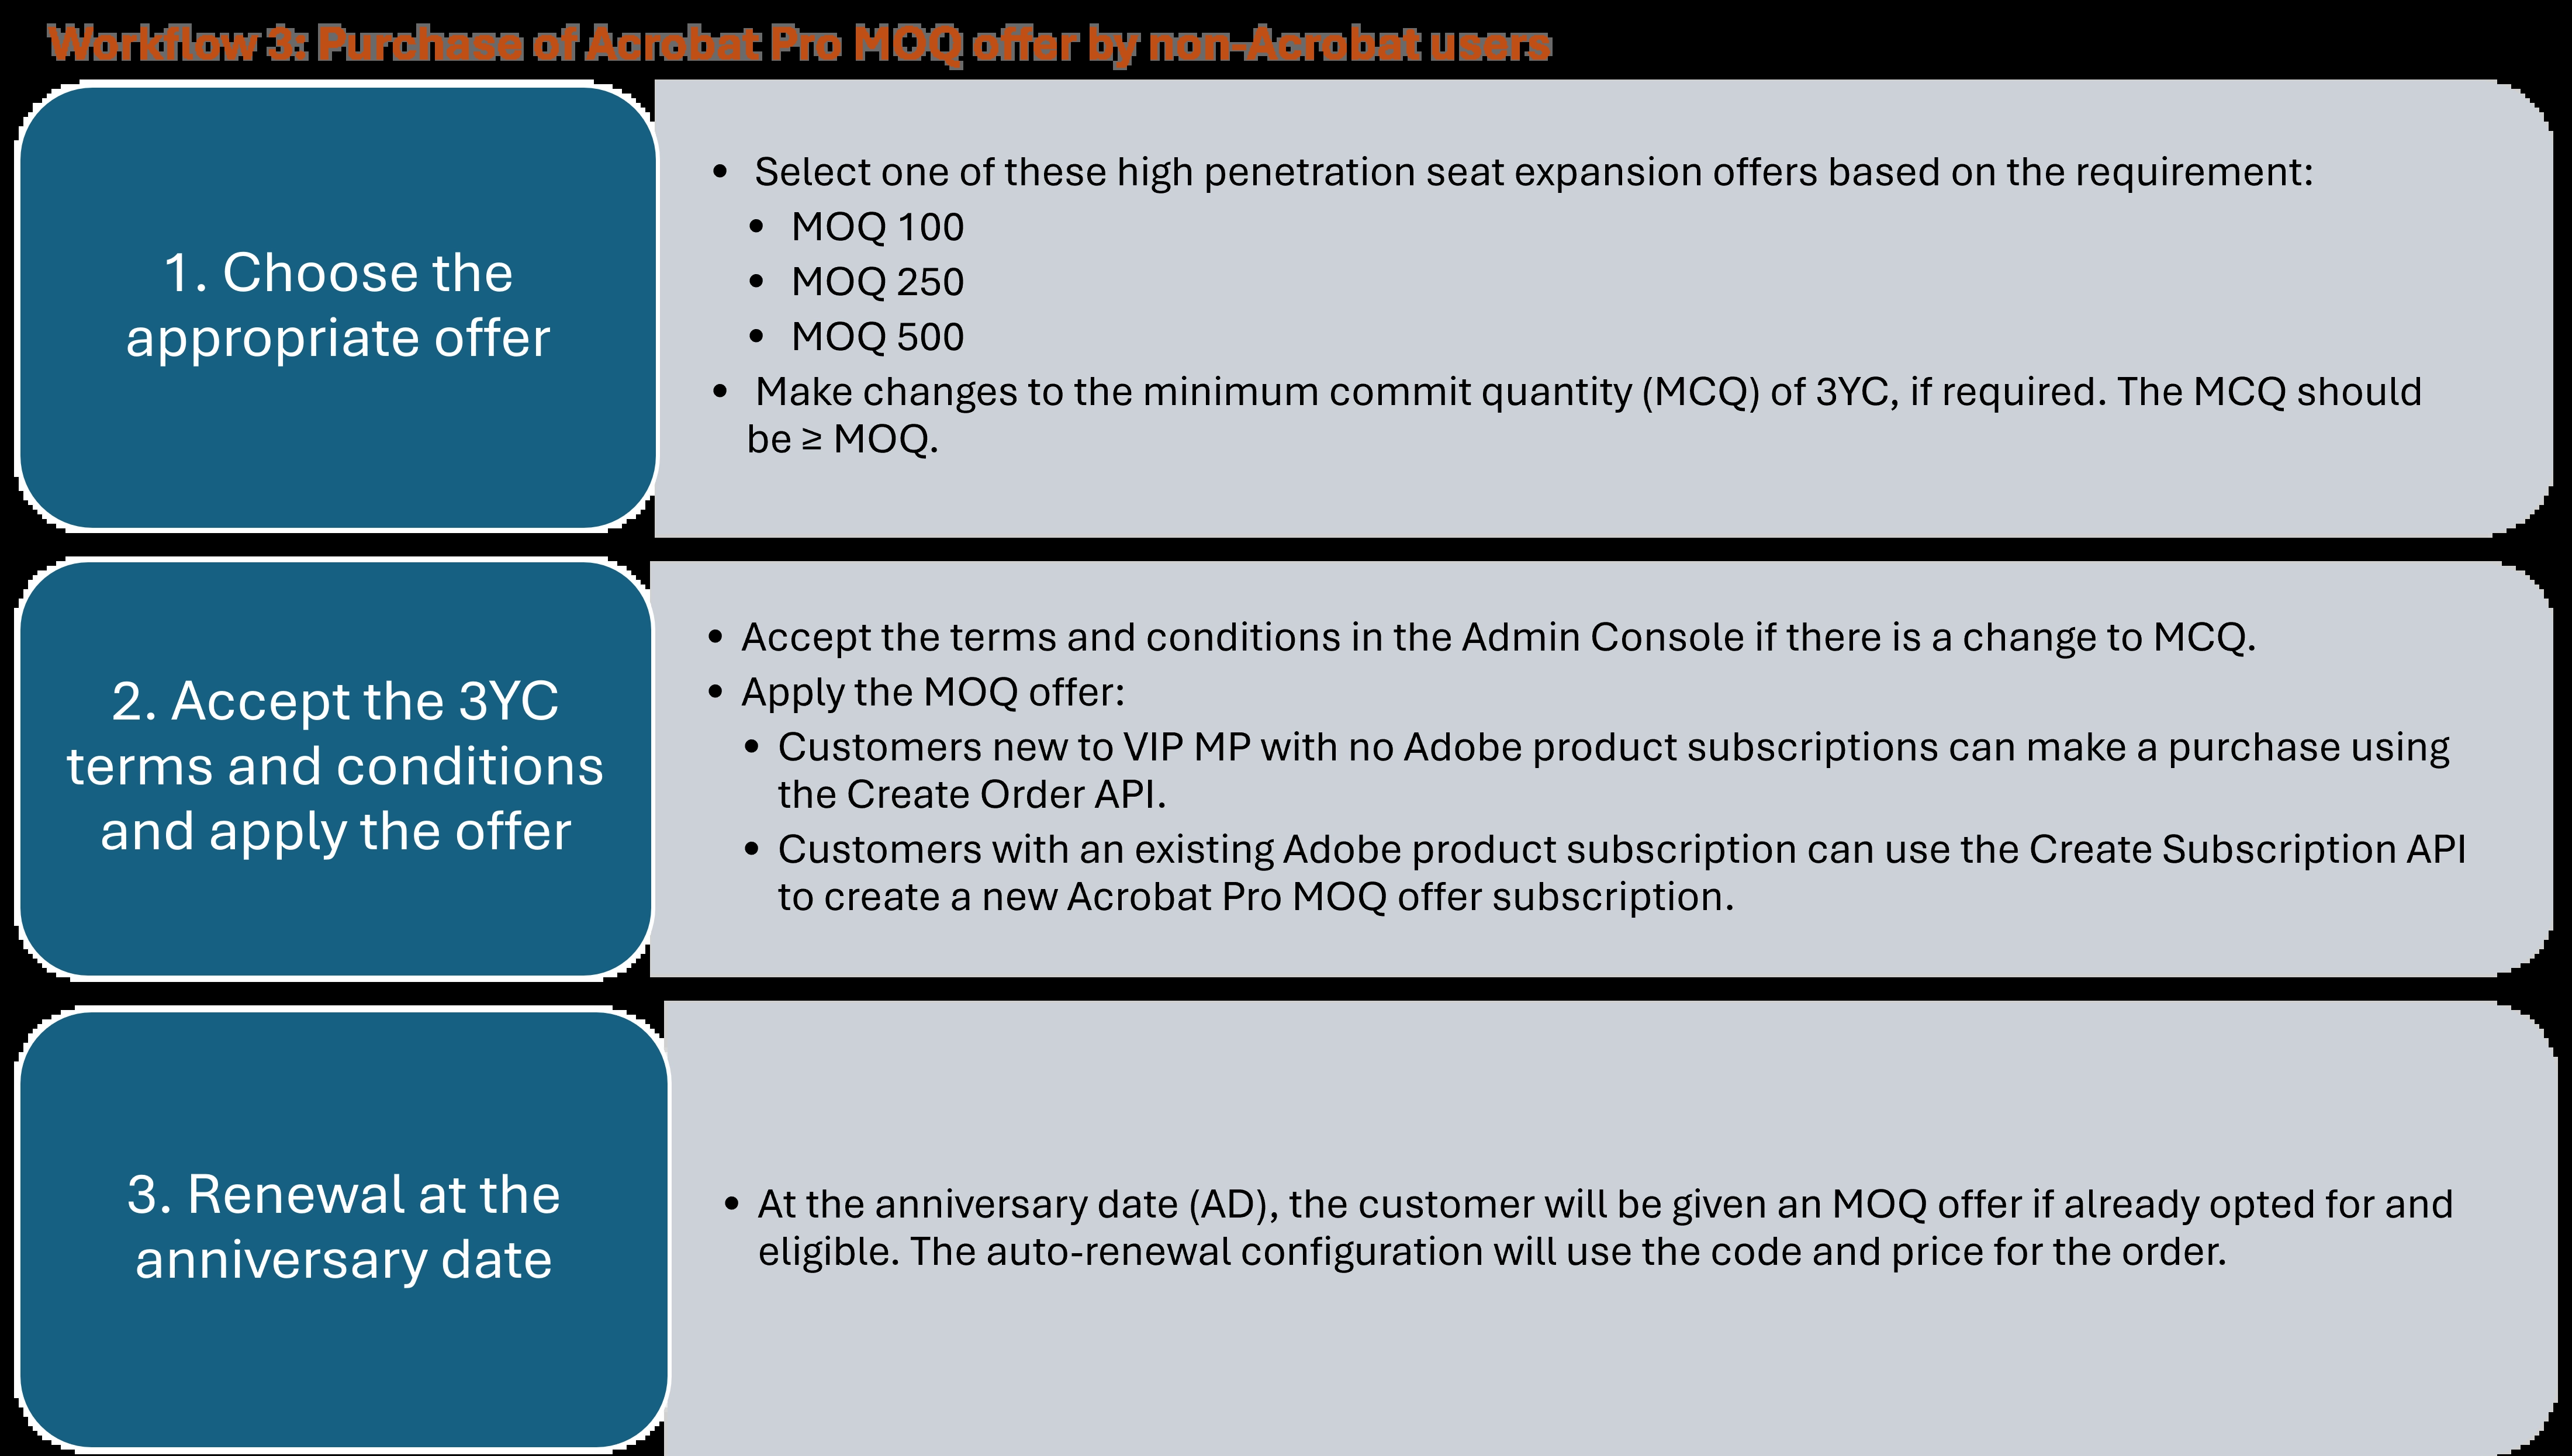 Workflow 3: Purchase of Acrobat Pro MOQ offer by non-Acrobat users
1. Choose the
appropriate offer
• Select one of these high penetration seat expansion offers based on the requirement:
• MOQ 100
• MOQ 250
• MOQ 500
• Make changes to the minimum commit quantity (MCQ) of 3YC, if required. The MCQ should
be ≥ MOQ.
2. Accept the 3YC
terms and conditions
and apply the offer
• Accept the terms and conditions in the Admin Console if there is a change to MCQ.
• Apply the MOQ offer:
• Customers new to VIP MP with no Adobe product subscriptions can make a purchase using
the Create Order API.
• Customers with an existing Adobe product subscription can use the Create Subscription API
to create a new Acrobat Pro MOQ offer subscription.
3. Renewal at the
anniversary date
• At the anniversary date (AD), the customer will be given an MOQ offer if already opted for and
eligible. The auto-renewal configuration will use the code and price for the order.